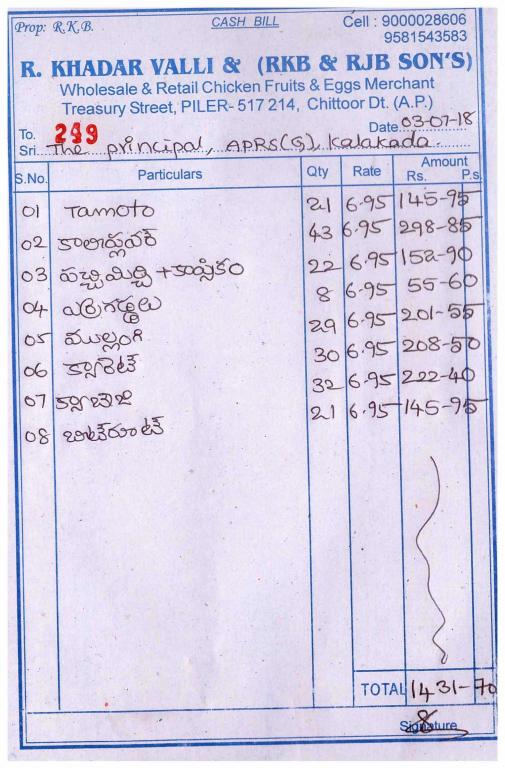 Prop: R.K.B. CASH BILL Cell : 9000028606
9581543583
R. KHADAR VALLI & (RKB & RJB SON'S)
Wholesale & Retail Chicken Fruits & Eggs Merchant
Treasury Street, PILER- 517 214, Chittoor Dt. (A.P.)
To. 249 Date 03-07-18
Sri. The principal, APRS(G), Kalakada.
S.No. Particulars Qty Rate Amount
Rs. P.s.
01 Tamoto 21 6.95 145-95
02 కాలిఫ్లవర్ 43 6.95 298-85
03 పచ్చిమిర్చి + కాప్సికం 22 6.95 152-90
04 ఎర్రగడ్డలు 8 6.95 55-60
05 ముల్లంగి 29 6.95 201-55
06 క్యారెట్ 30 6.95 208-50
07 క్యాబేజి 32 6.95 222-40
08 బీట్‌రూట్ 21 6.95 145-95
TOTAL 1431-70
Signature